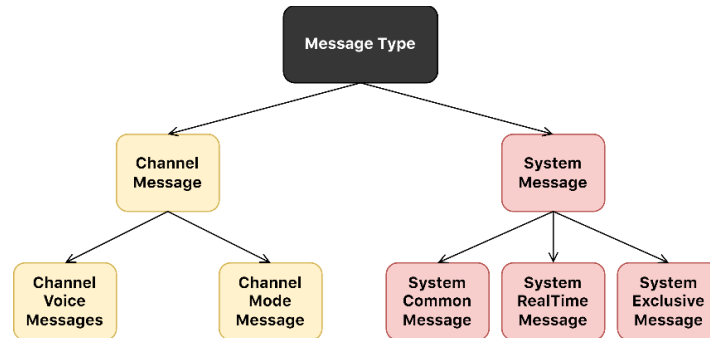 Message Type
Channel
Message
System
Message
Channel
Voice
Messages
Channel
Mode
Message
System
Common
Message
System
RealTime
Message
System
Exclusive
Message